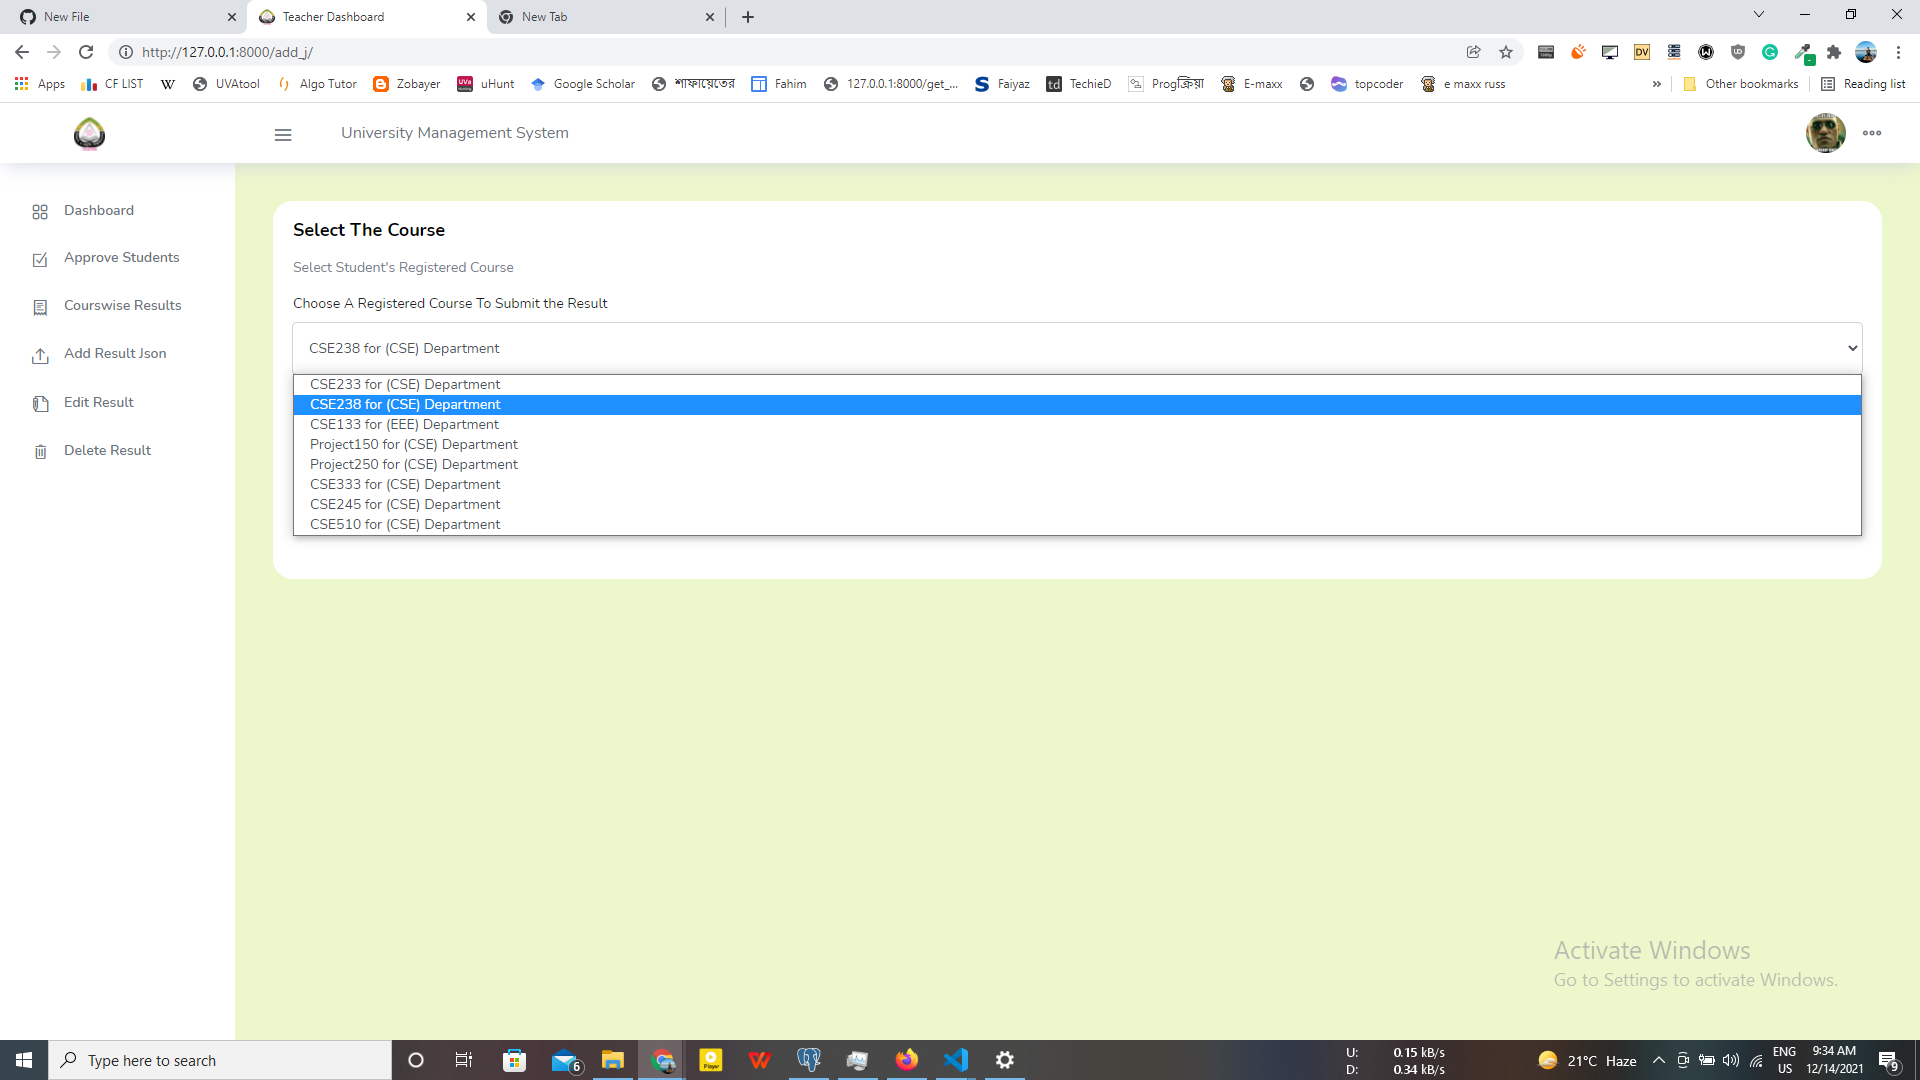 New File
Teacher Dashboard
New Tab
http://127.0.0.1:8000/add_j/
Apps
CF LIST
W
UVAtool
Algo Tutor
Zobayer
uHunt
Google Scholar
শাফায়েতের
Fahim
127.0.0.1:8000/get_...
Faiyaz
td TechieD
Progক্রিয়া
E-maxx
topcoder
e maxx russ
»
Other bookmarks
Reading list
University Management System
Dashboard
Approve Students
Courswise Results
Add Result Json
Edit Result
Delete Result
Select The Course
Select Student's Registered Course
Choose A Registered Course To Submit the Result
CSE238 for (CSE) Department
CSE233 for (CSE) Department
CSE238 for (CSE) Department
CSE133 for (EEE) Department
Project150 for (CSE) Department
Project250 for (CSE) Department
CSE333 for (CSE) Department
CSE245 for (CSE) Department
CSE510 for (CSE) Department
Activate Windows
Go to Settings to activate Windows.
Type here to search
6
Player
U: 0.15 kB/s
D: 0.34 kB/s
21°C Haze
ENG
US
9:34 AM
12/14/2021
9